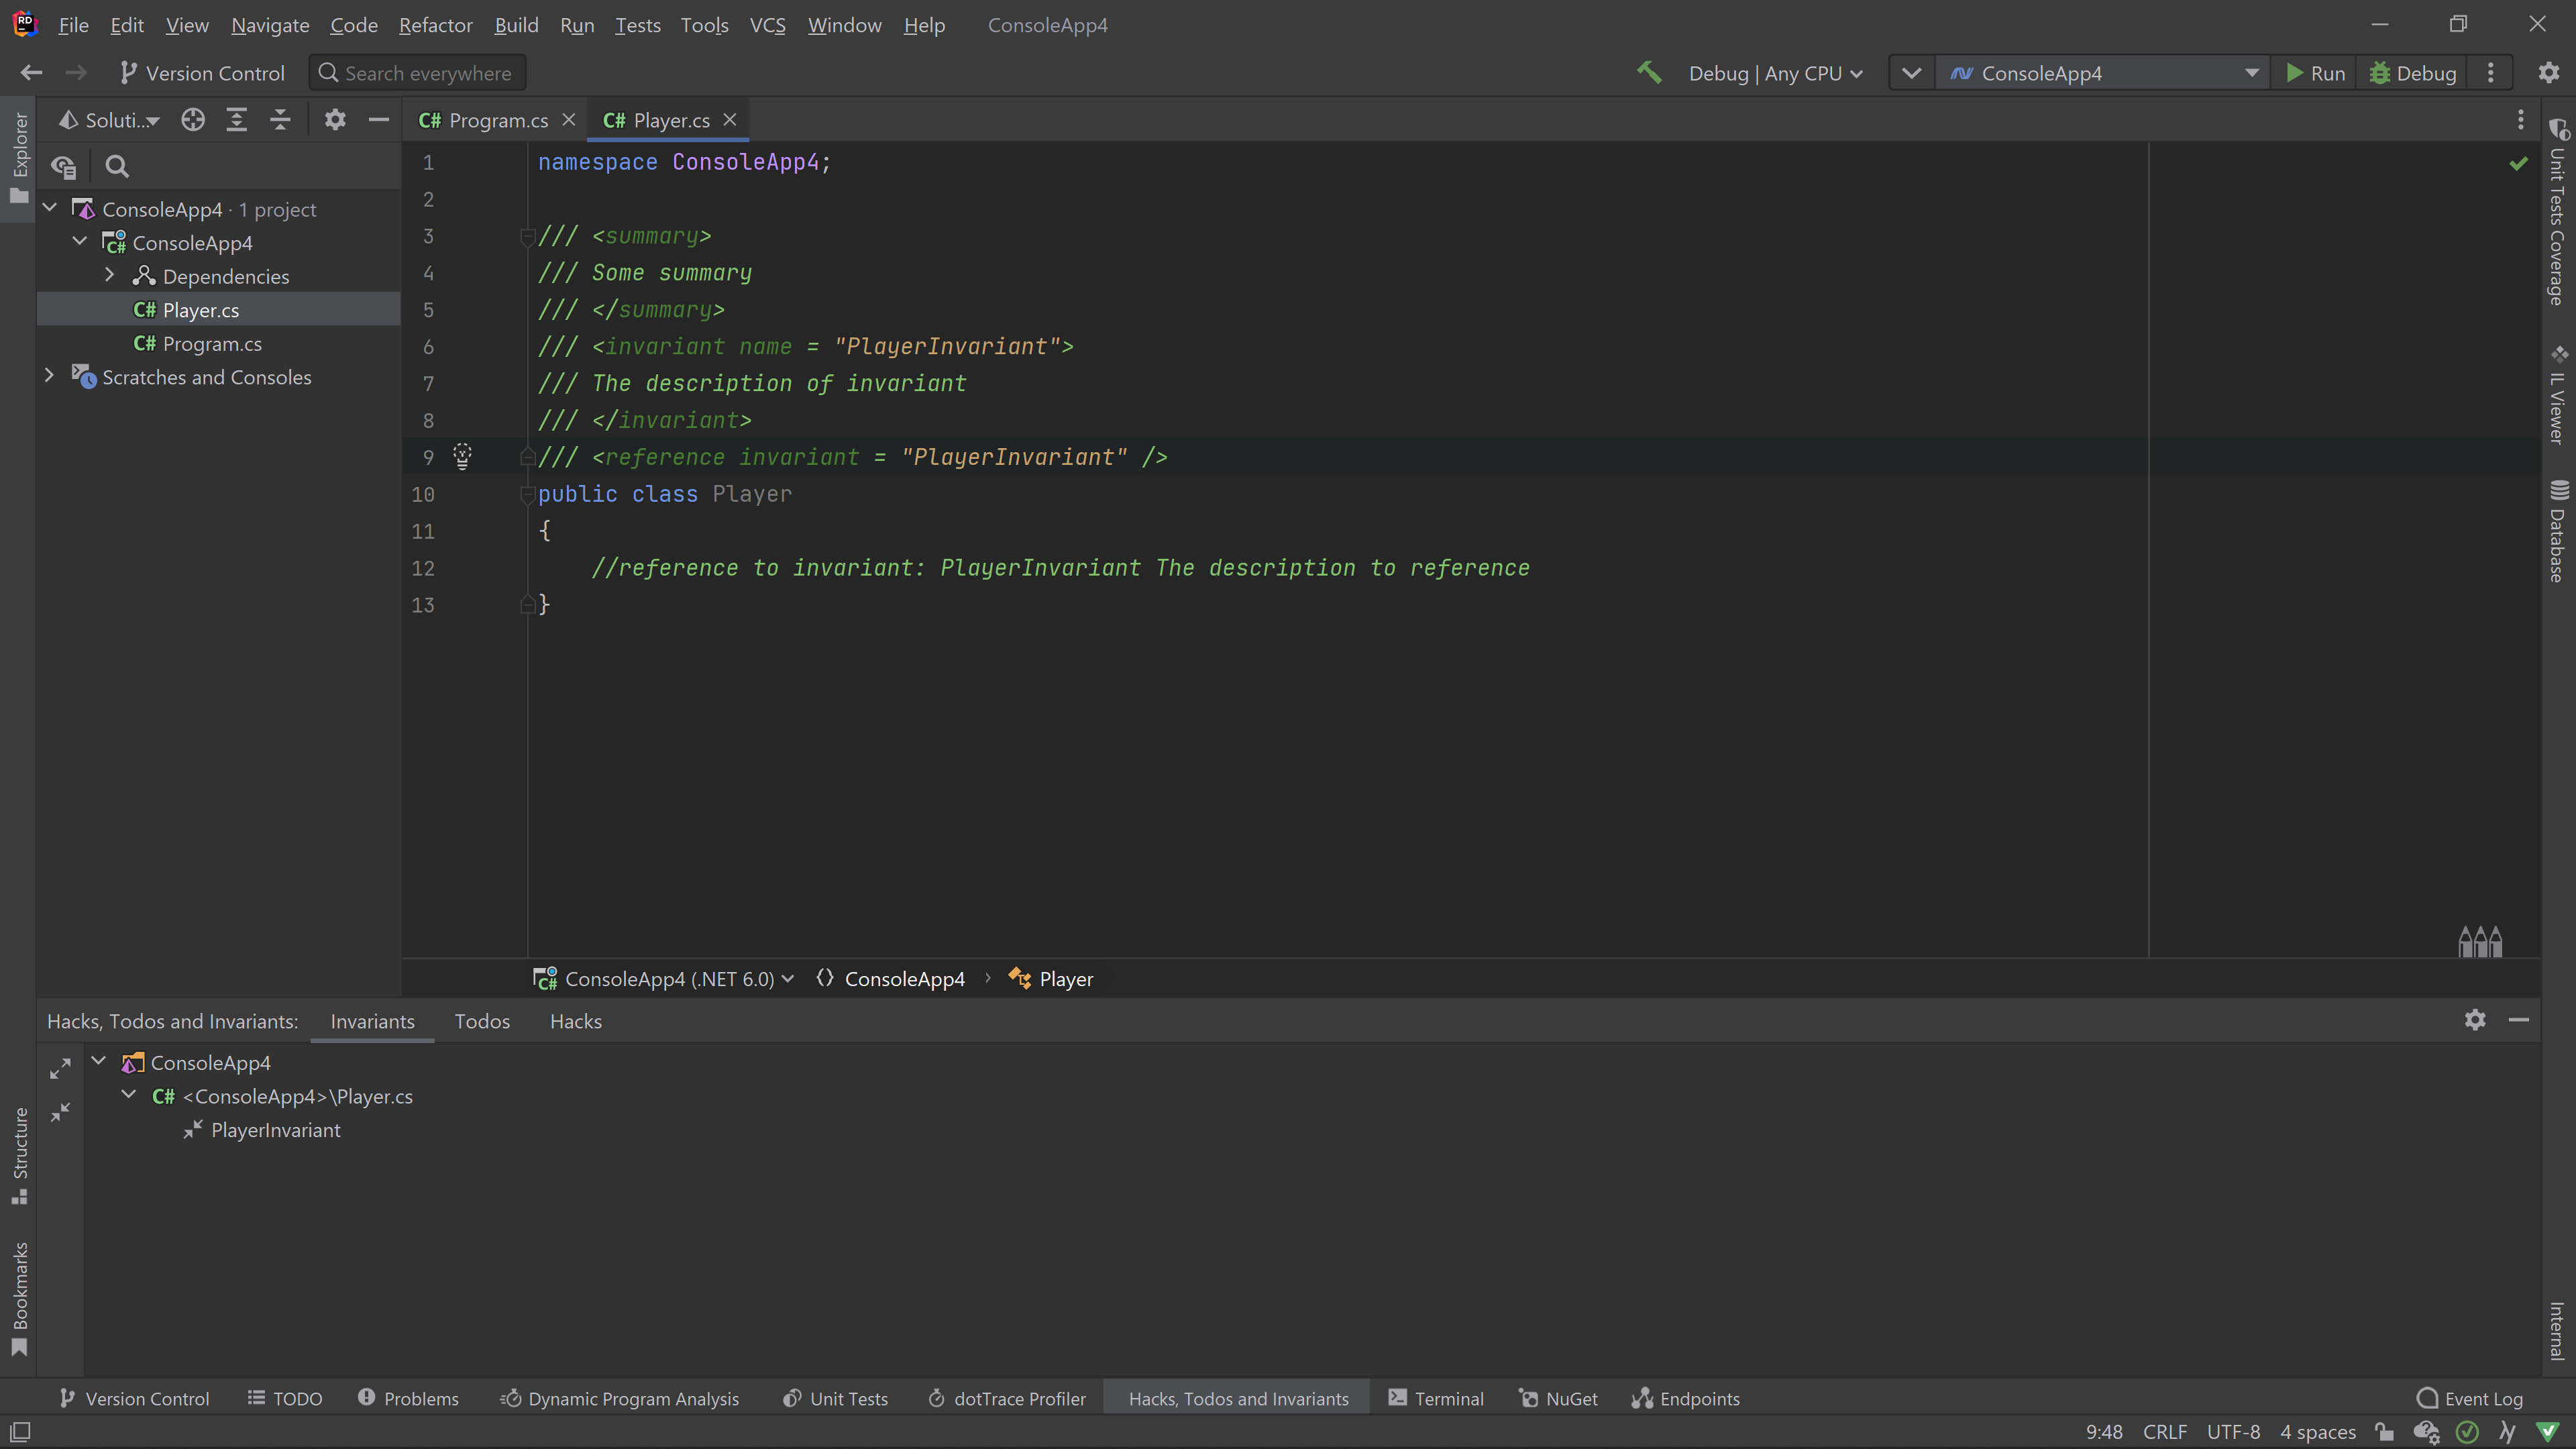 File Edit View Navigate Code Refactor Build Run Tests Tools VCS Window Help ConsoleApp4
Version Control Search everywhere Debug | Any CPU ConsoleApp4 Run Debug
Explorer
Soluti...
C# Program.cs C# Player.cs
ConsoleApp4 · 1 project
C# ConsoleApp4
Dependencies
C# Player.cs
C# Program.cs
Scratches and Consoles
1 namespace ConsoleApp4;
2
3 /// <summary>
4 /// Some summary
5 /// </summary>
6 /// <invariant name = "PlayerInvariant">
7 /// The description of invariant
8 /// </invariant>
9 /// <reference invariant = "PlayerInvariant" />
10 public class Player
11 {
12 //reference to invariant: PlayerInvariant The description to reference
13 }
Unit Tests Coverage
IL Viewer
Database
C# ConsoleApp4 (.NET 6.0) ConsoleApp4 › Player
Hacks, Todos and Invariants: Invariants Todos Hacks
ConsoleApp4
C# <ConsoleApp4>\Player.cs
PlayerInvariant
Structure
Bookmarks
Internal
Version Control TODO Problems Dynamic Program Analysis Unit Tests dotTrace Profiler Hacks, Todos and Invariants Terminal NuGet Endpoints Event Log
9:48 CRLF UTF-8 4 spaces